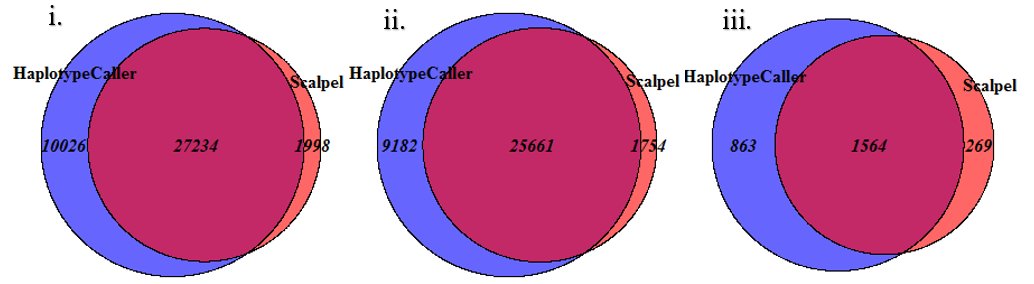 i.
HaplotypeCaller
Scalpel
10026
27234
1998
ii.
HaplotypeCaller
Scalpel
9182
25661
1754
iii.
HaplotypeCaller
Scalpel
863
1564
269